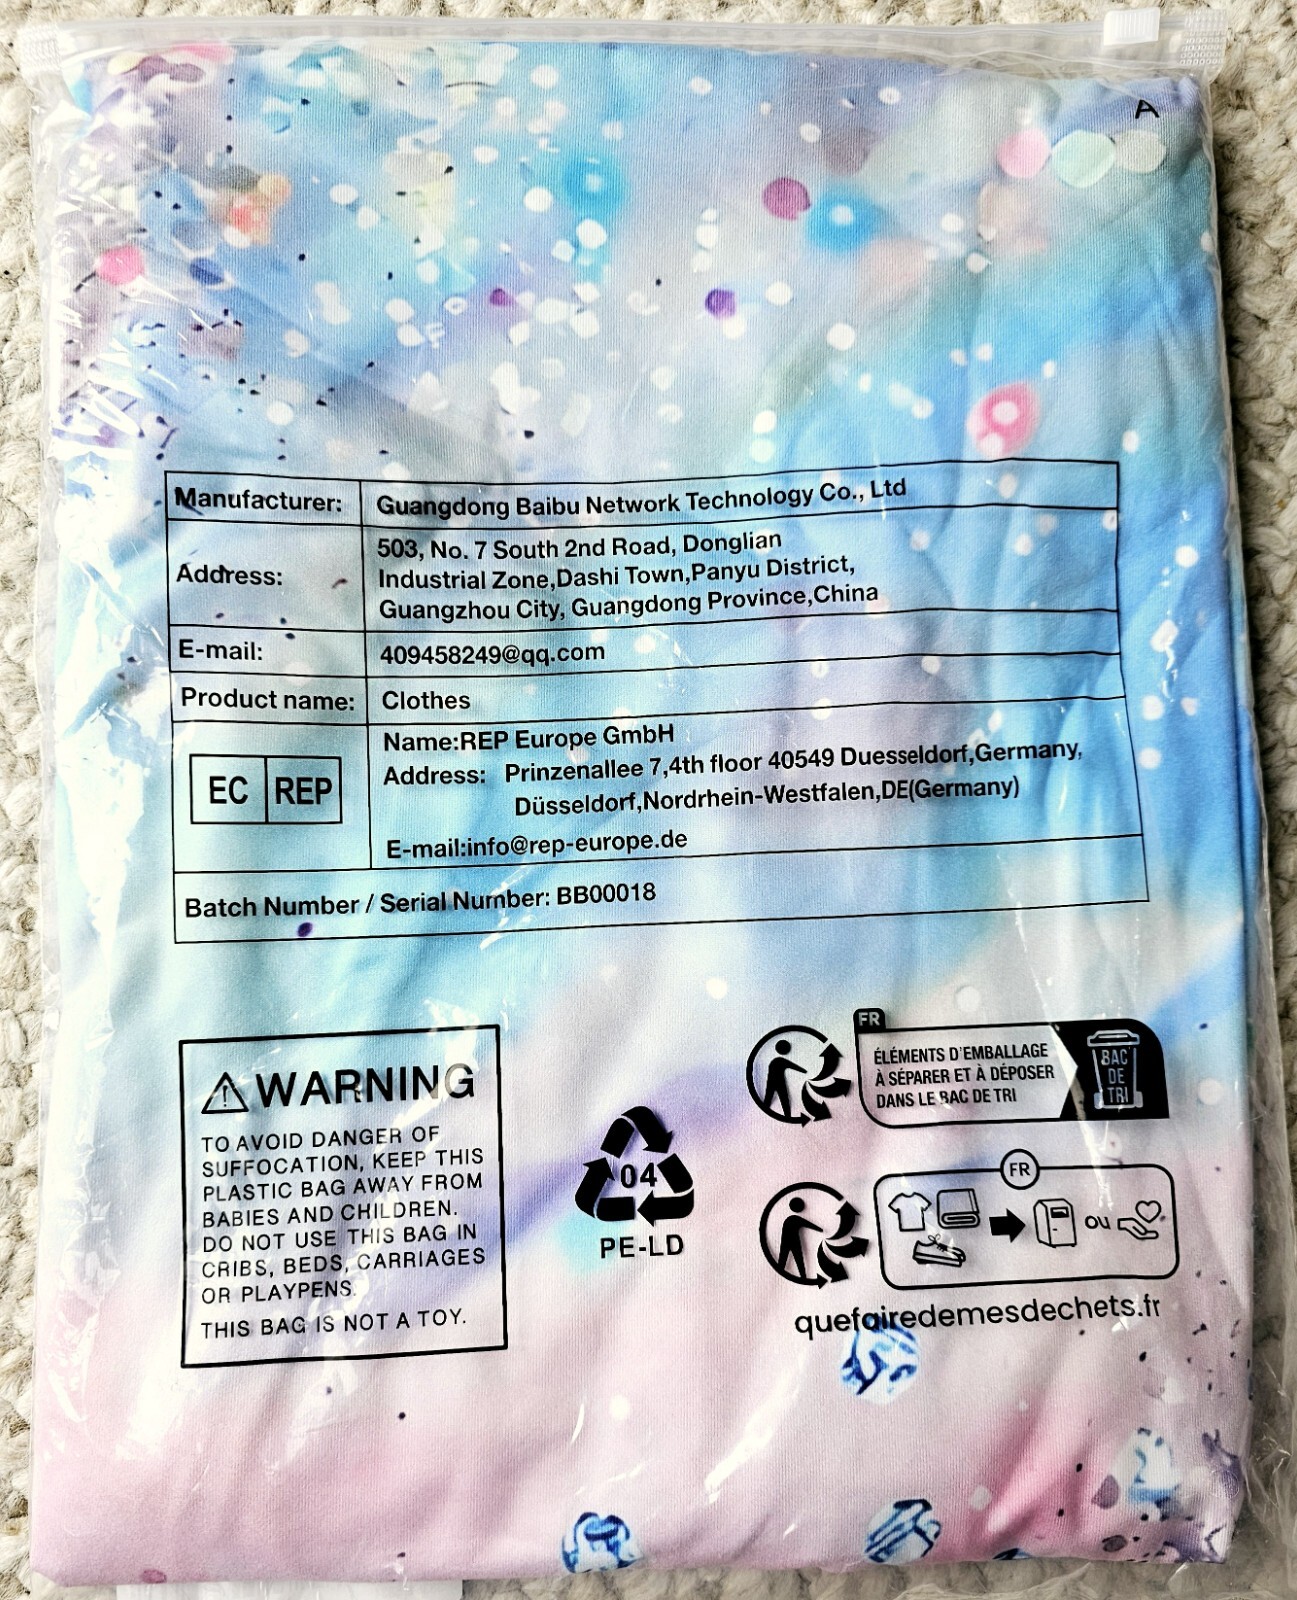 A
Manufacturer: Guangdong Baibu Network Technology Co., Ltd
Address: 503, No. 7 South 2nd Road, Donglian
Industrial Zone,Dashi Town,Panyu District,
Guangzhou City, Guangdong Province,China
E-mail: 409458249@qq.com
Product name: Clothes
EC REP
Name:REP Europe GmbH
Address: Prinzenallee 7,4th floor 40549 Duesseldorf,Germany,
Düsseldorf,Nordrhein-Westfalen,DE(Germany)
E-mail:info@rep-europe.de
Batch Number / Serial Number: BB00018
WARNING
TO AVOID DANGER OF
SUFFOCATION, KEEP THIS
PLASTIC BAG AWAY FROM
BABIES AND CHILDREN.
DO NOT USE THIS BAG IN
CRIBS, BEDS, CARRIAGES
OR PLAYPENS.
THIS BAG IS NOT A TOY.
04
PE-LD
FR
ÉLÉMENTS D'EMBALLAGE
À SÉPARER ET À DÉPOSER
DANS LE BAC DE TRI
BAC
DE
TRI
FR
OU
quefairedemesdechets.fr